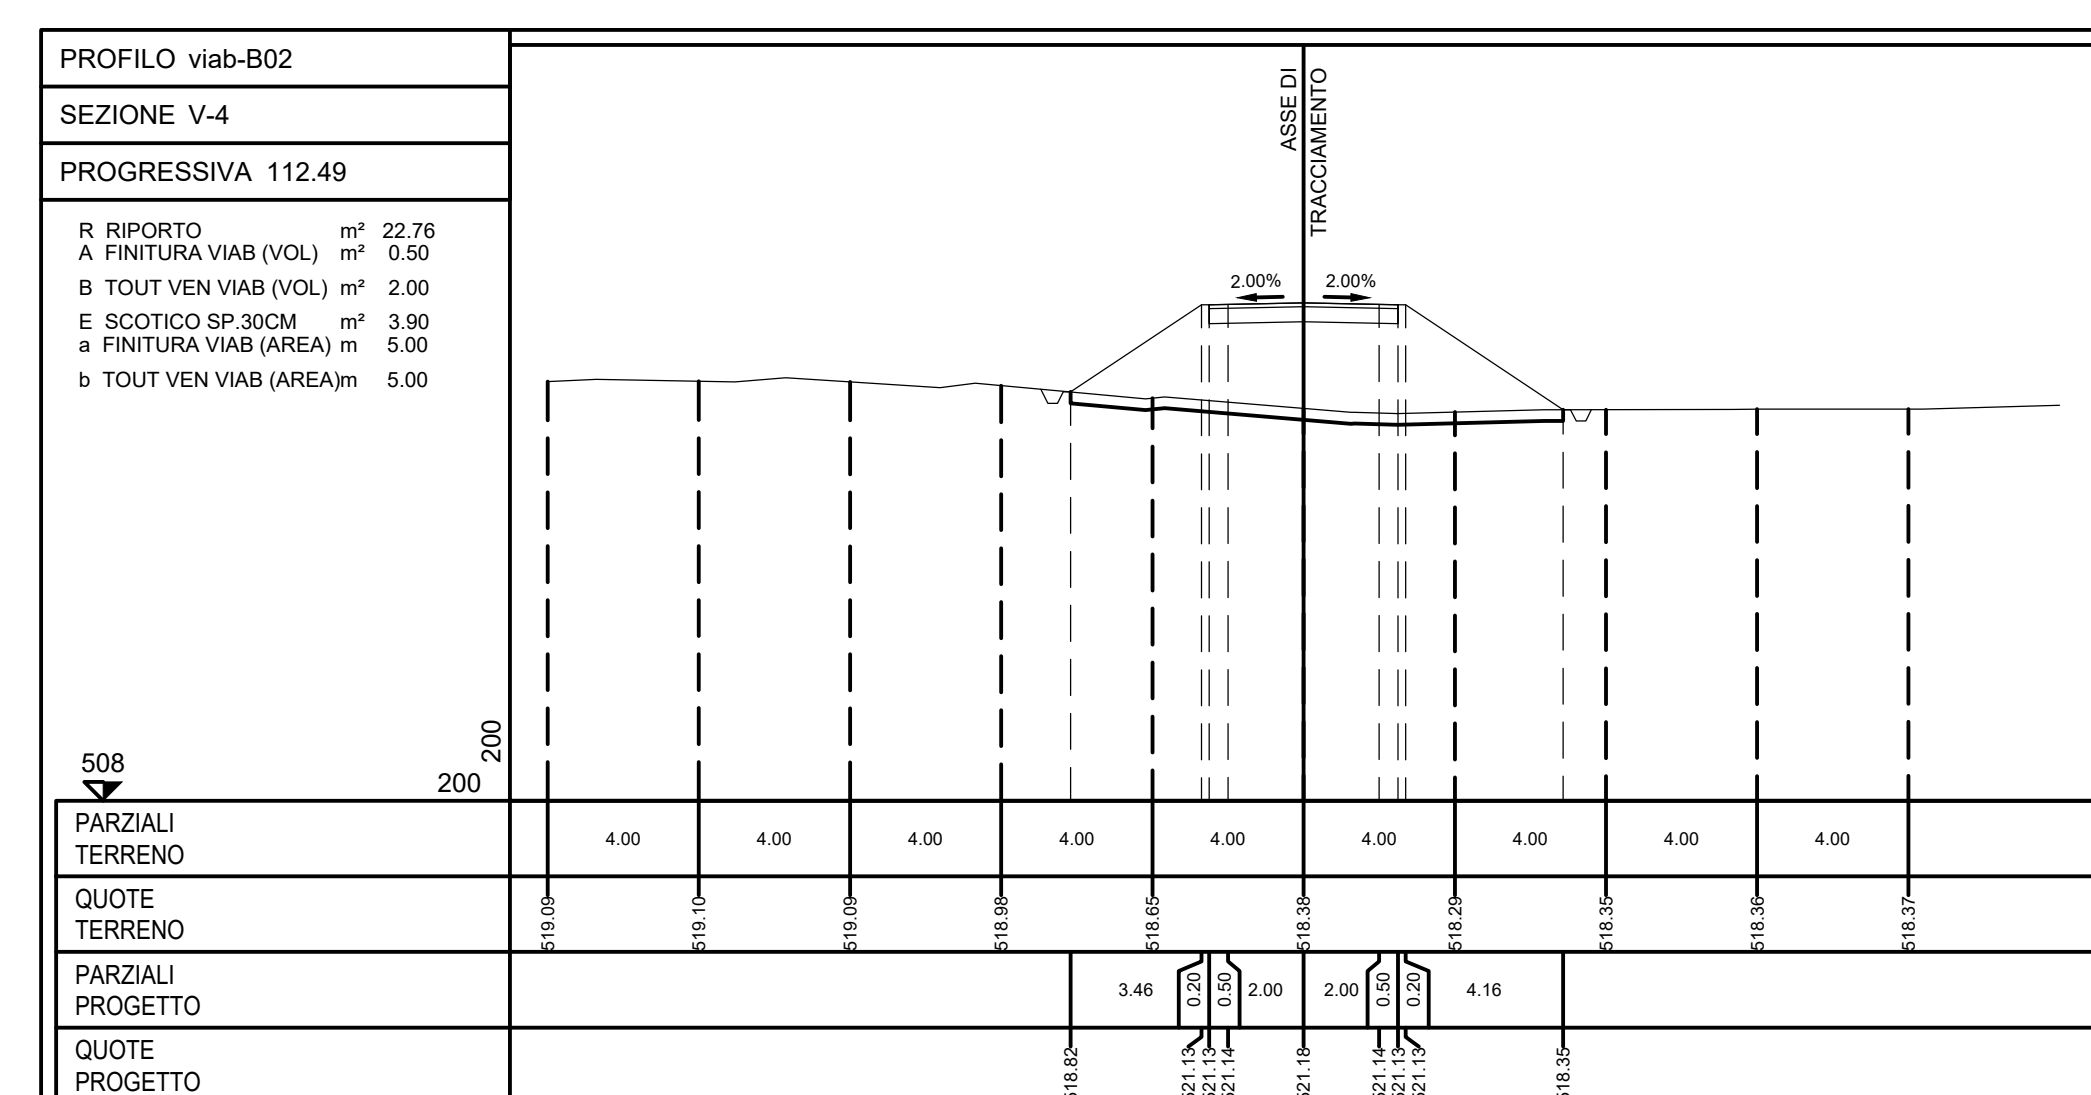 PROFILO viab-B02
SEZIONE V-4
PROGRESSIVA 112.49
R RIPORTO m² 22.76
A FINITURA VIAB (VOL) m² 0.50
B TOUT VEN VIAB (VOL) m² 2.00
E SCOTICO SP.30CM m² 3.90
a FINITURA VIAB (AREA) m 5.00
b TOUT VEN VIAB (AREA)m 5.00
ASSE DI
TRACCIAMENTO
2.00% 2.00%
508
200
200
PARZIALI
TERRENO
4.00 4.00 4.00 4.00 4.00 4.00 4.00 4.00 4.00
QUOTE
TERRENO
519.09 519.10 519.09 518.98 518.65 518.38 518.29 518.35 518.36 518.37
PARZIALI
PROGETTO
3.46 0.20 0.50 2.00 2.00 0.50 0.20 4.16
QUOTE
PROGETTO
518.82 521.13 521.13 521.14 521.18 521.14 521.13 521.13 518.35